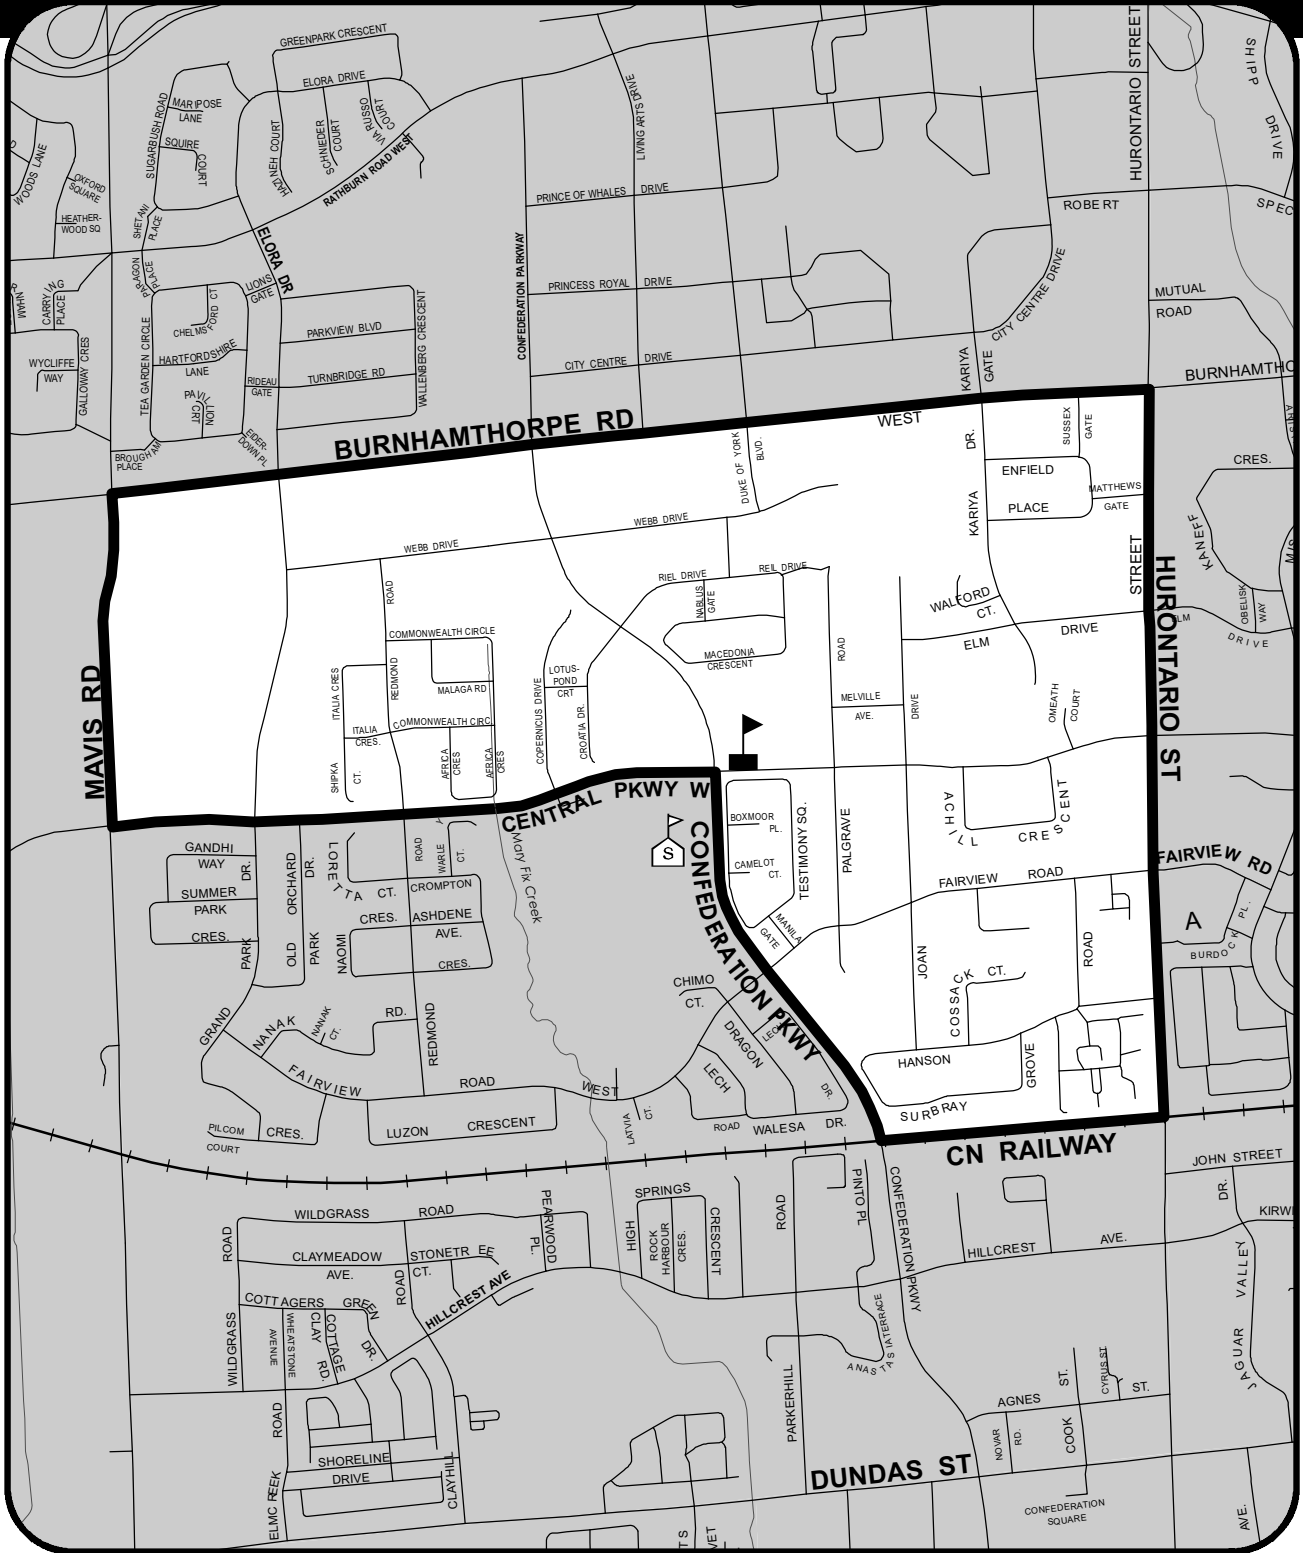 GREENPARK CRESCENT
ELORA DRIVE
MARIPOSE
LANE
SUGARBUSH ROAD
SQUIRE
COURT
HAZINEH COURT
SCHNIEDER
COURT
VIA RUSSO
COURT
RATHBURN ROAD WEST
LIVING ARTS DRIVE
HURONTARIO STREET
SHIPP
DRIVE
WOODS LANE
OXFORD
SQUARE
HEATHER-
WOOD SQ
SHETANI
PLACE
PRINCE OF WHALES DRIVE
ROBERT
SPEC
ELORA DR
CONFEDERATION PARKWAY
PARAGON
PLACE
CARRYING
PLACE
NHAM
LIONS
GATE
CHELMSFORD CT
PRINCESS ROYAL DRIVE
CITY CENTRE DRIVE
MUTUAL
ROAD
PARKVIEW BLVD
WALLENBERG CRESCENT
TEA GARDEN CIRCLE
HARTFORDSHIRE
LANE
WYCLIFFE
WAY
GALLOWAY CRES
RIDEAU
GATE
TURNBRIDGE RD
CITY CENTRE DRIVE
KARIYA
GATE
BURNHAMTHO
PAVILLION
CRT
BROUGHAM
PLACE
EIDER-
DOWN PL
BURNHAMTHORPE RD
WEST
DUKE OF YORK
BLVD.
KARIYA DR.
SUSSEX
GATE
ENFIELD
PLACE
MATTHEWS
GATE
CRES.
KANEFF
WEBB DRIVE
WEBB DRIVE
STREET
HURONTARIO ST
RIEL DRIVE
REIL DRIVE
NABLUS
GATE
WALFORD
CT.
ELM
DRIVE
ELM
DRIVE
OBELISK
WAY
ROAD
REDMOND
COMMONWEALTH CIRCLE
MALAGA RD
COMMONWEALTH CIRC
ITALIA CRES
ITALIA
CRES.
SHIPKA
CT.
AFRICA
CRES
AFRICA
CRES
COPERNICUS DRIVE
LOTUS-
POND
CRT
CROATIA DR.
MACEDONIA
CRESCENT
ROAD
MELVILLE
AVE.
DRIVE
OMEATH
COURT
MAVIS RD
CENTRAL PKWY W
CONFEDERATION PKWY
S
BOXMOOR
PL.
CAMELOT
CT.
TESTIMONY SQ.
MANILA
GATE
PALGRAVE
ACHILL
CRESCENT
FAIRVIEW ROAD
FAIRVIEW RD
GANDHI
WAY
SUMMER
PARK
CRES.
PARK
DR.
OLD ORCHARD
PARK
DR.
LORETTA CT.
ROAD
WARLEY
CT.
CROMPTON
CRES.
ASHDENE
AVE.
NAOMI
CRES.
Mary Fix Creek
A
BURDOCK PL.
JOAN
COSSACK CT.
ROAD
GROVE
HANSON
SURBRAY
CHIMO
CT.
DRAGON
LECH
LECH
DR.
GRAND
NANAK
NANAK
CT.
RD.
REDMOND
FAIRVIEW ROAD WEST
LATVIA
CT.
ROAD
WALESA DR.
PILCOM
COURT
CRES.
LUZON CRESCENT
CN RAILWAY
JOHN STREET
DR.
KIRWI
WILDGRASS ROAD
ROAD
CLAYMEADOW
AVE.
STONETREE
CT.
ROAD
PEARWOOD
PL.
HILLCREST AVE
SPRINGS
HIGH
ROCK
HARBOUR
CRES.
CRESCENT
ROAD
PINTO PL
CONFEDERATION PKWY
HILLCREST AVE.
JAGUAR VALLEY
COTTAGERS GREEN
WILDGRASS
AVENUE
WHEATSTONE
CLAY
RD.
COTTAGE
DR.
ANASTASIA TERRACE
PARKERHILL
AGNES
ST.
CYRUS ST
ST.
NOVAR
RD.
COOK
ROAD
ELMCREEK
SHORELINE
DRIVE
CLAYHILL
DUNDAS ST
CONFEDERATION
SQUARE
AVE.